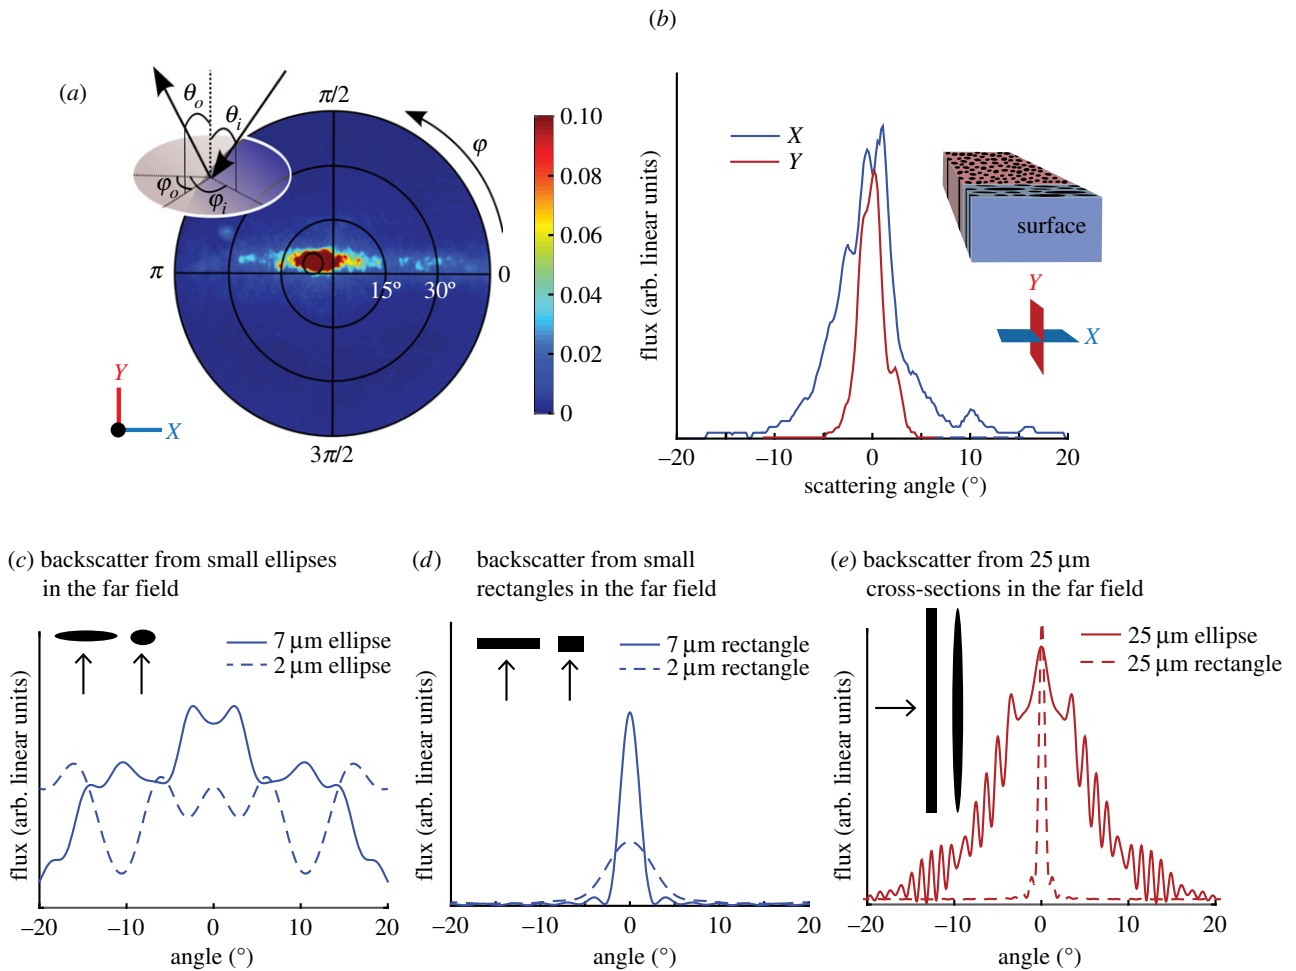 (b)
(a)
θo
θi
φo
φi
π/2
φ
π
0
15º
30º
3π/2
Y
X
0.10
0.08
0.06
0.04
0.02
0
flux (arb. linear units)
X
Y
surface
Y
X
–20
–10
0
10
20
scattering angle (°)
(c) backscatter from small ellipses
in the far field
7 µm ellipse
2 µm ellipse
flux (arb. linear units)
–20
–10
0
10
20
angle (°)
(d) backscatter from small
rectangles in the far field
7 µm rectangle
2 µm rectangle
flux (arb. linear units)
–20
–10
0
10
20
angle (°)
(e) backscatter from 25 µm
cross-sections in the far field
25 µm ellipse
25 µm rectangle
flux (arb. linear units)
–20
–10
0
10
20
angle (°)